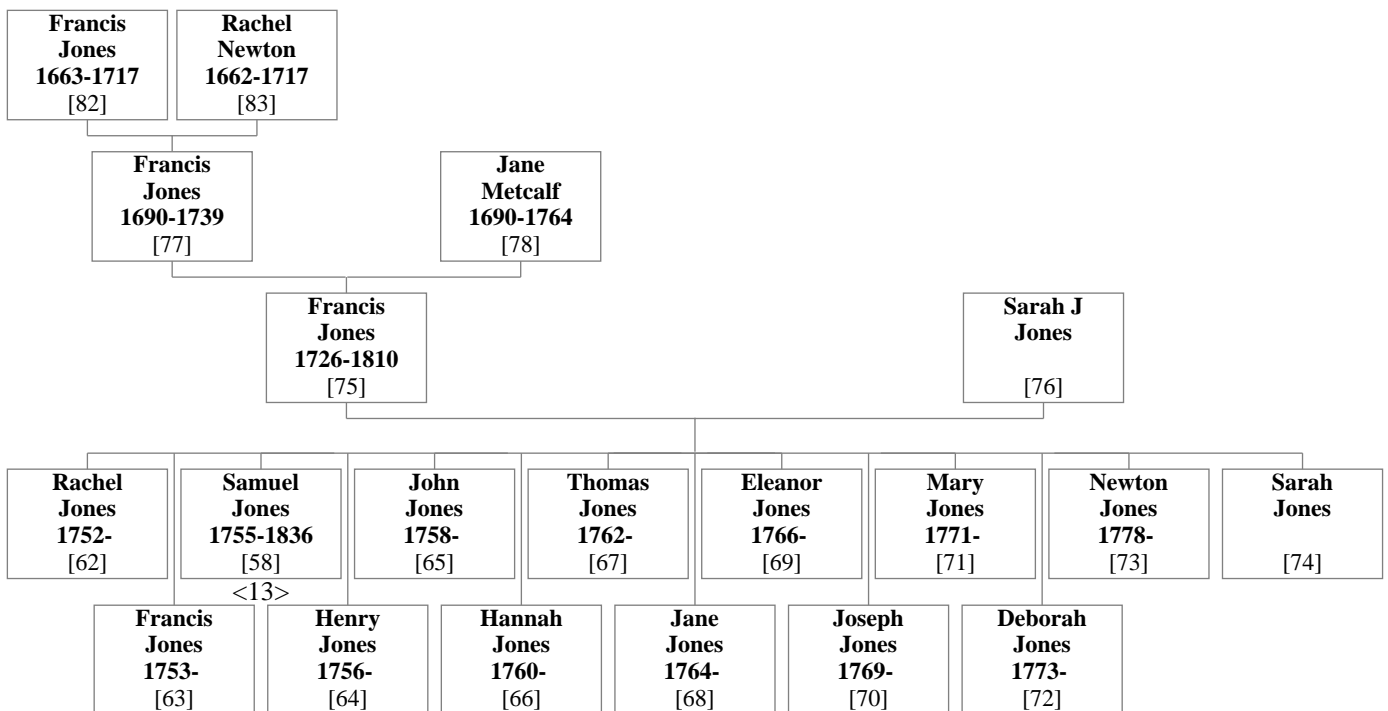 Francis
Jones
1663-1717
[82]
Rachel
Newton
1662-1717
[83]
Francis
Jones
1690-1739
[77]
Jane
Metcalf
1690-1764
[78]
Francis
Jones
1726-1810
[75]
Sarah J
Jones
[76]
Rachel
Jones
1752-
[62]
Samuel
Jones
1755-1836
[58]
<13>
John
Jones
1758-
[65]
Thomas
Jones
1762-
[67]
Eleanor
Jones
1766-
[69]
Mary
Jones
1771-
[71]
Newton
Jones
1778-
[73]
Sarah
Jones
[74]
Francis
Jones
1753-
[63]
Henry
Jones
1756-
[64]
Hannah
Jones
1760-
[66]
Jane
Jones
1764-
[68]
Joseph
Jones
1769-
[70]
Deborah
Jones
1773-
[72]